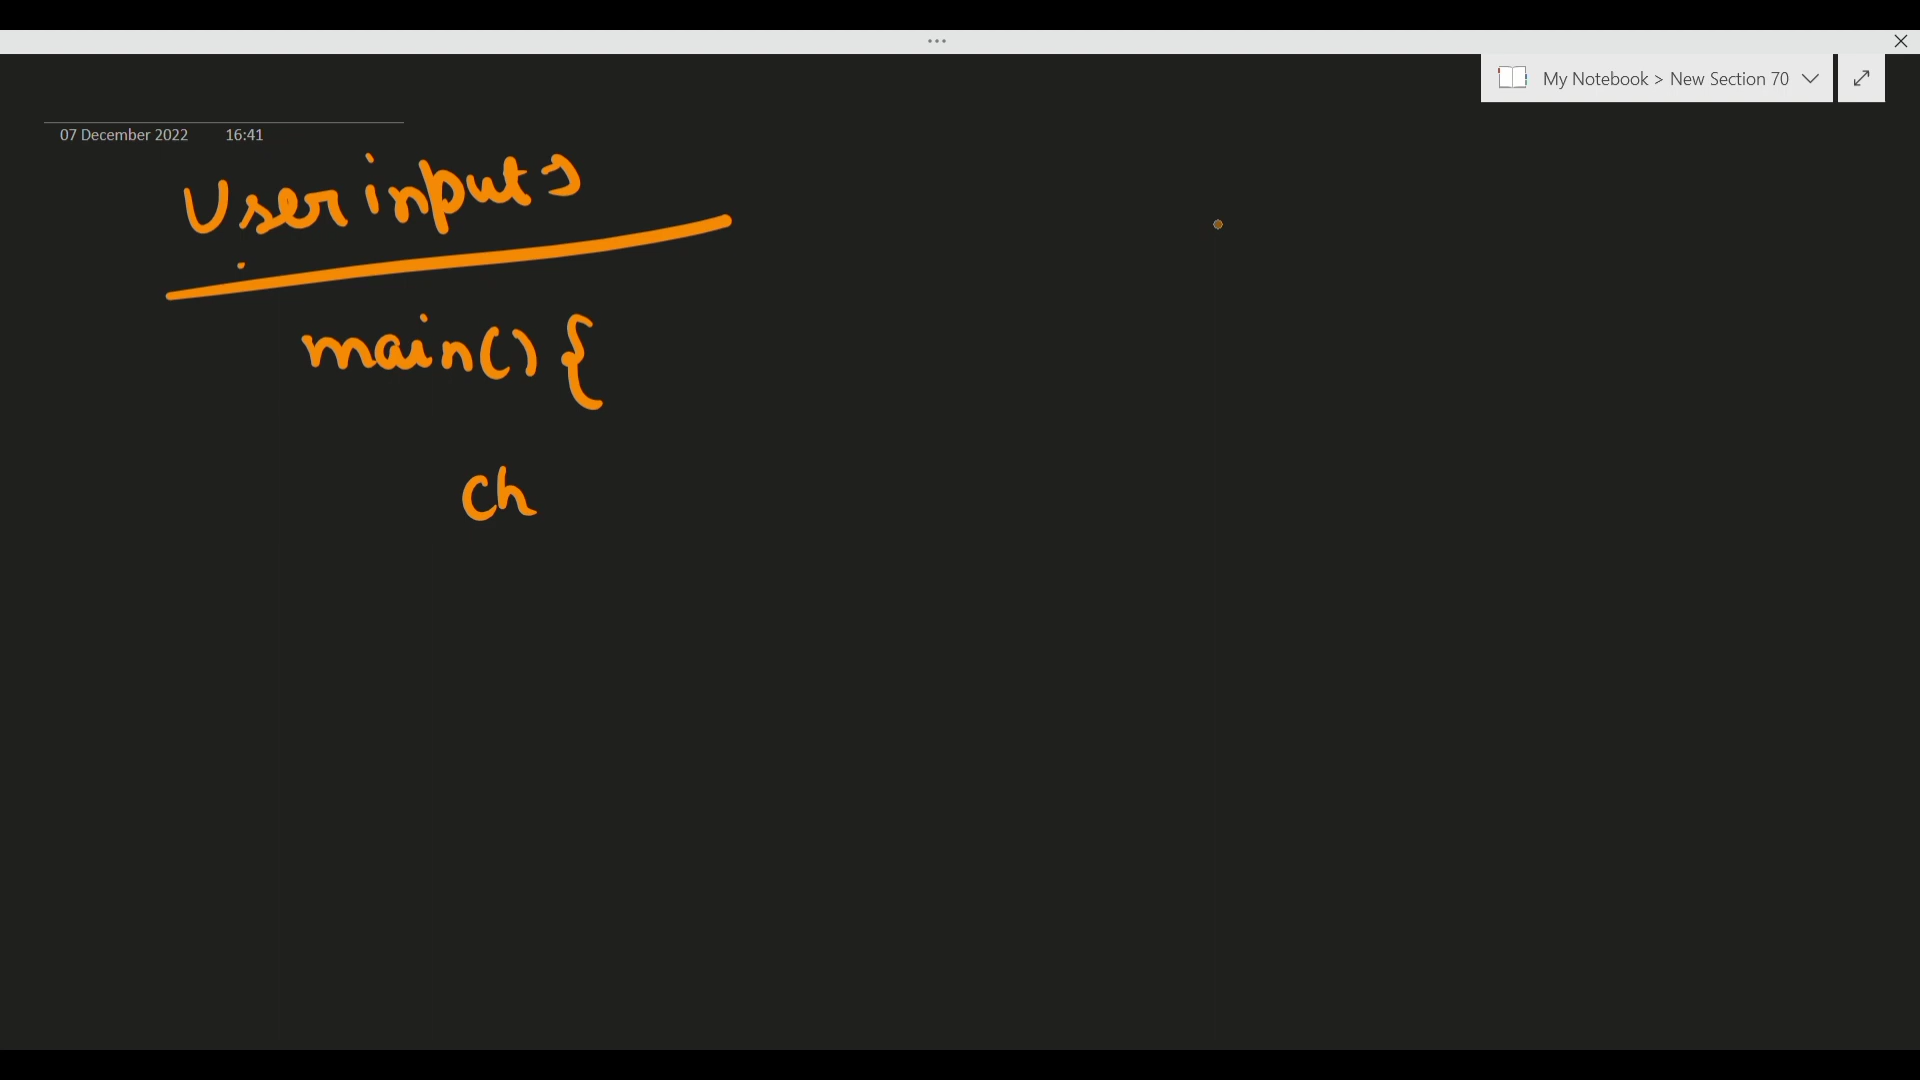 My Notebook > New Section 70
07 December 2022 16:41
User inputs
main() {
ch